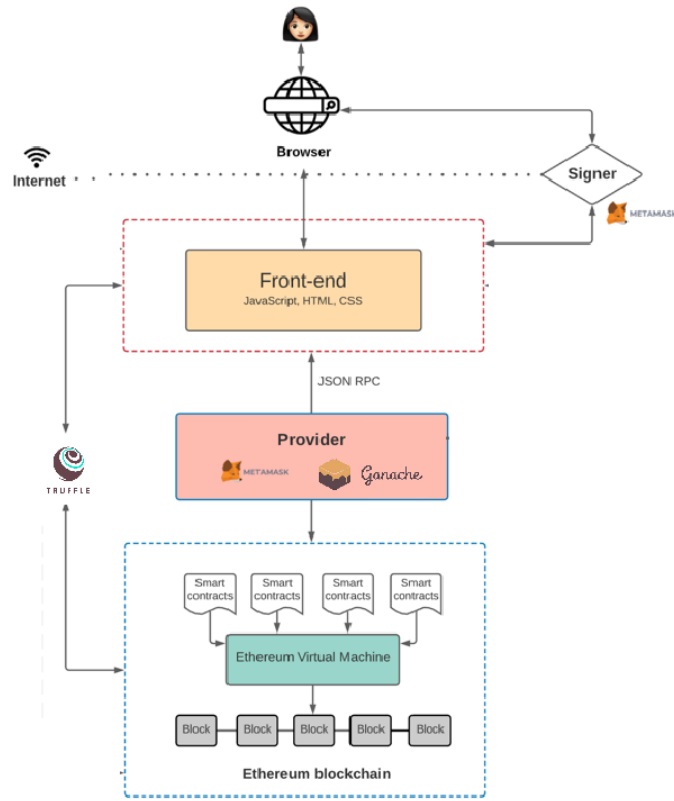 Browser
Internet
Signer
METAMASK
Front-end
JavaScript, HTML, CSS
JSON RPC
Provider
METAMASK
Ganache
TRUFFLE
Smart
contracts
Smart
contracts
Smart
contracts
Smart
contracts
Ethereum Virtual Machine
Block
Block
Block
Block
Block
Ethereum blockchain